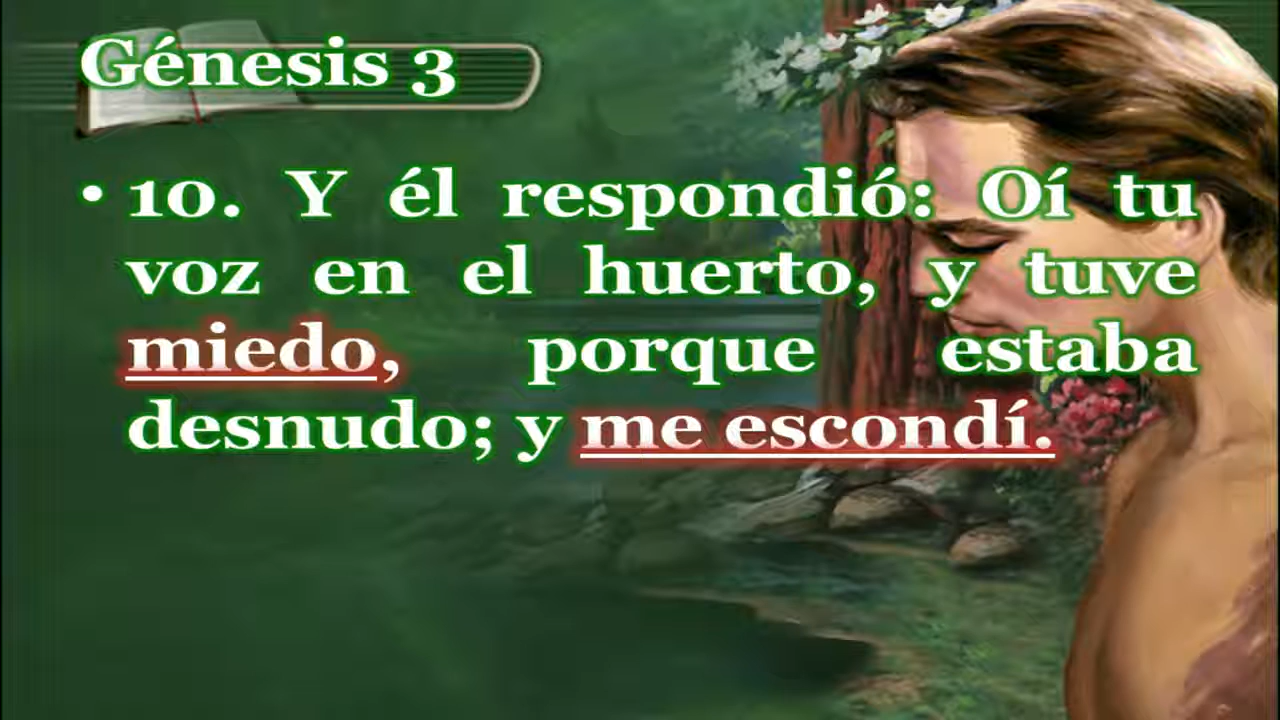 Génesis 3
• 10. Y él respondió: Oí tu
voz en el huerto, y tuve
miedo, porque estaba
desnudo; y me escondí.